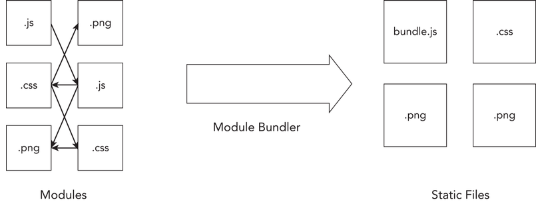 .js
.png
.css
.js
.png
.css
Modules
Module Bundler
bundle.js
.css
.png
.png
Static Files